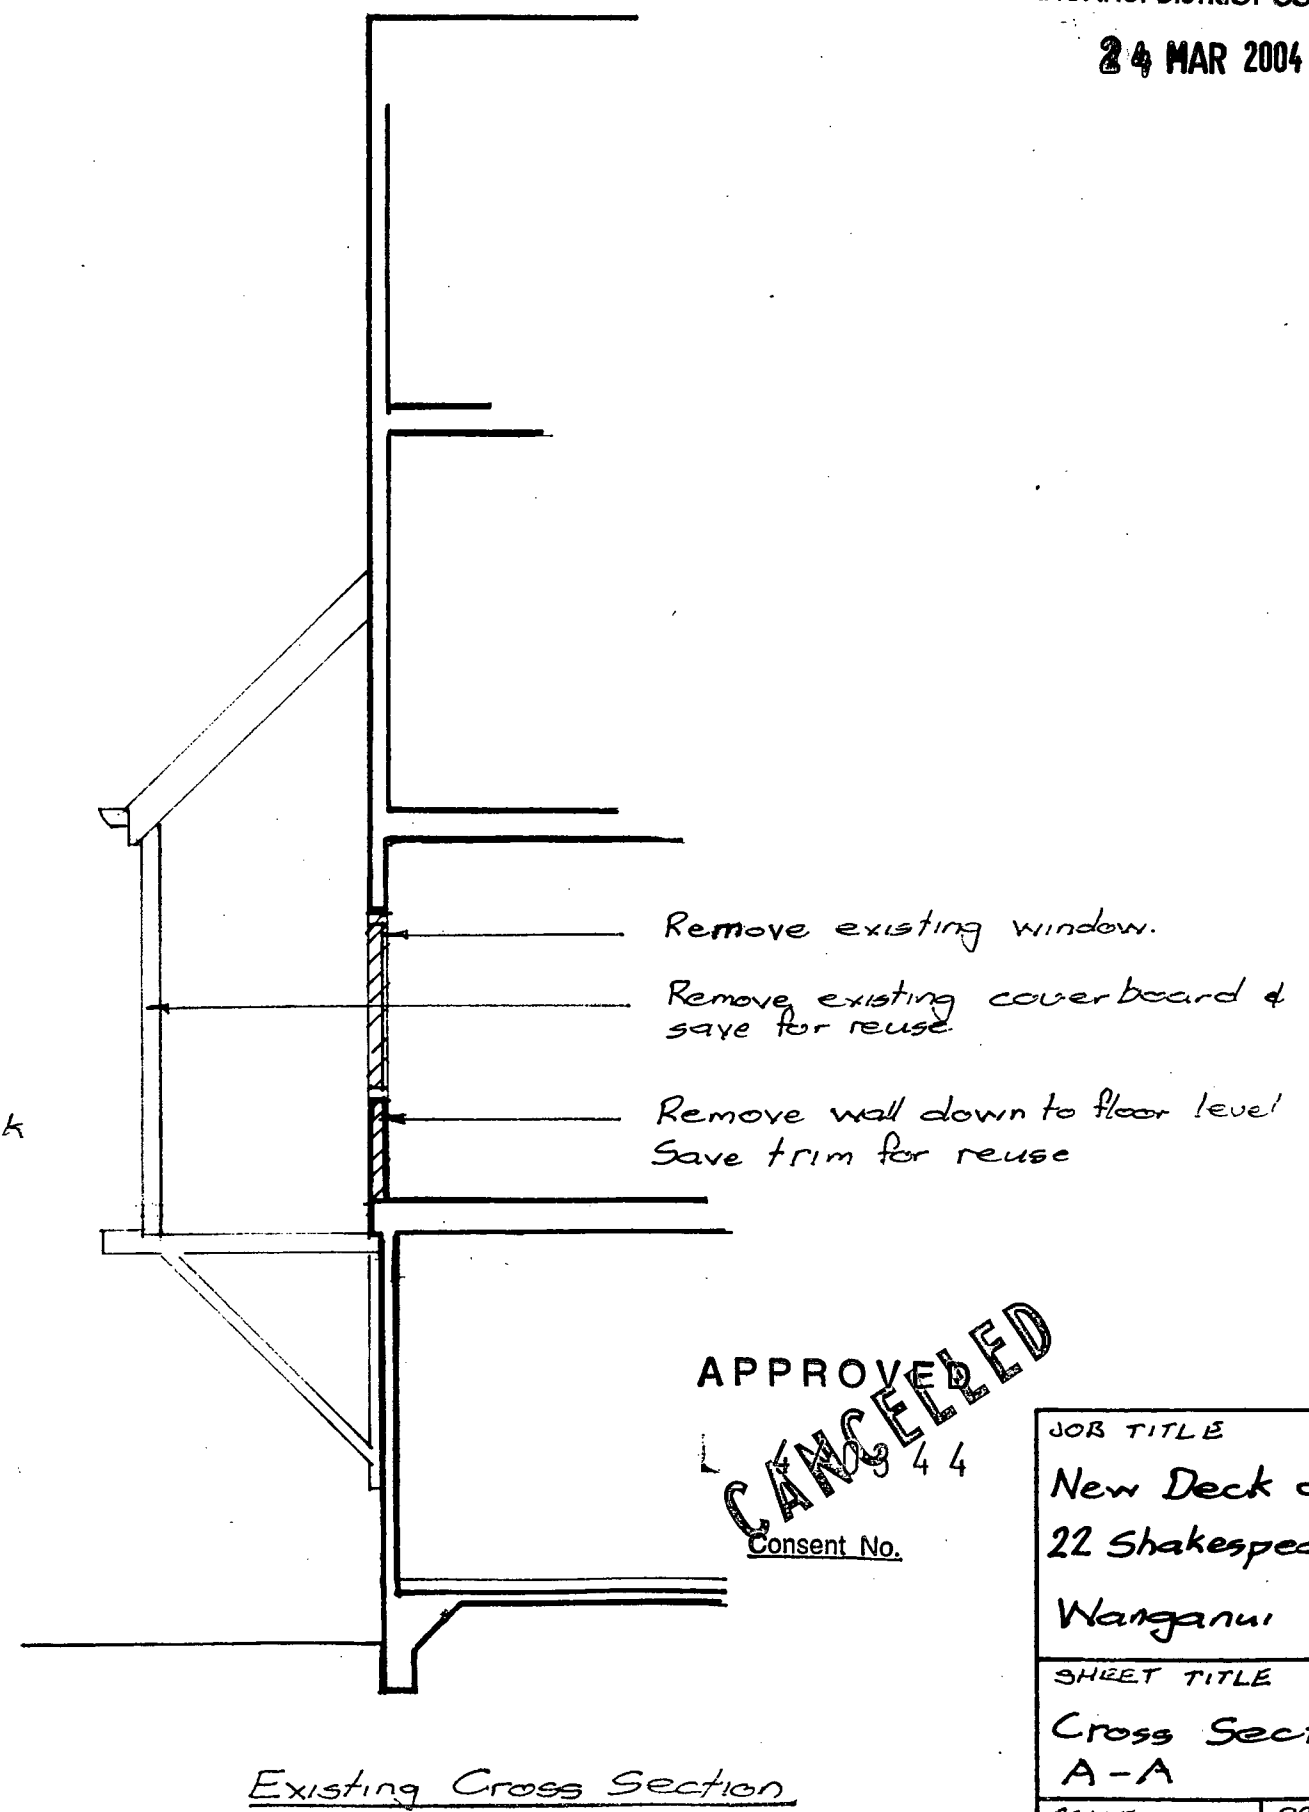 DISTRICT
24 MAR 2004
Remove existing window.
Remove existing coverboard &
save for reuse.
k
Remove wall down to floor level
Save trim for reuse
APPROVED
CANCELLED
44
Consent No.
JOB TITLE
New Deck
22
Wanganui
SHEET TITLE
Cross
A-A
Existing Cross Section